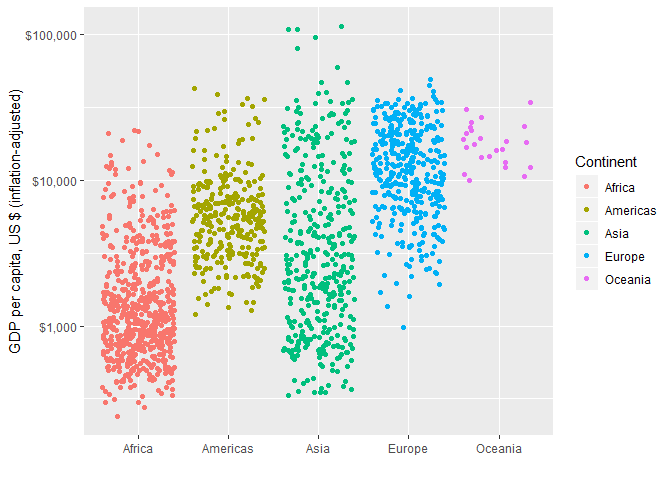 GDP per capita, US $ (inflation-adjusted)
$100,000
$10,000
$1,000
Africa
Americas
Asia
Europe
Oceania
Continent
Africa
Americas
Asia
Europe
Oceania